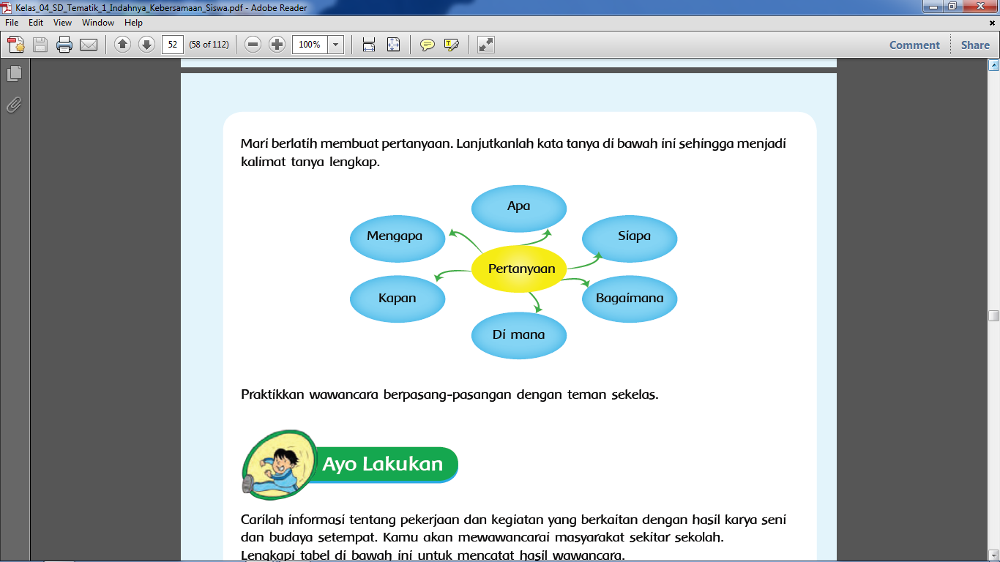 Kelas_04_SD_Tematik_1_Indahnya_Kebersamaan_Siswa.pdf - Adobe Reader
File Edit View Window Help
52 (58 of 112) 100% Comment Share
Mari berlatih membuat pertanyaan. Lanjutkanlah kata tanya di bawah ini sehingga menjadi
kalimat tanya lengkap.
Apa
Mengapa
Siapa
Pertanyaan
Kapan
Bagaimana
Di mana
Praktikkan wawancara berpasang-pasangan dengan teman sekelas.
Ayo Lakukan
Carilah informasi tentang pekerjaan dan kegiatan yang berkaitan dengan hasil karya seni
dan budaya setempat. Kamu akan mewawancarai masyarakat sekitar sekolah.
Lengkapi tabel di bawah ini untuk mencatat hasil wawancara.